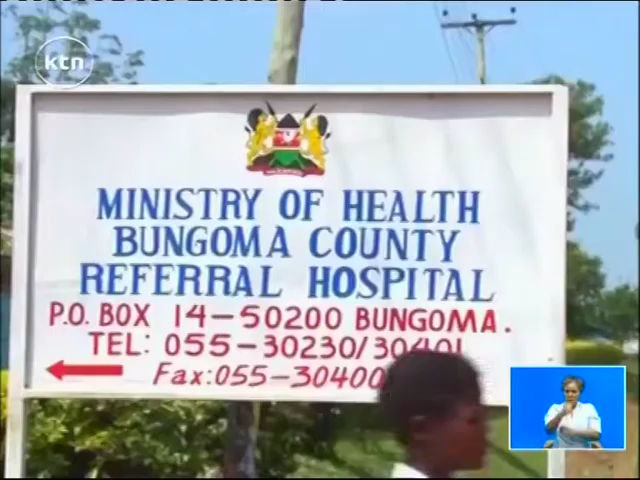 ktn
MINISTRY OF HEALTH
BUNGOMA COUNTY
REFERRAL HOSPITAL
P.O. BOX 14-50200 BUNGOMA.
TEL: 055-30230/30401
Fax:055-30400